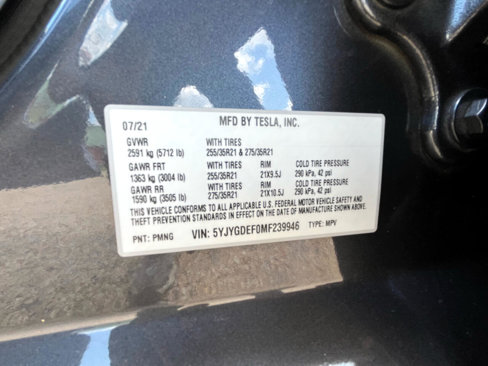 07/21 MFD BY TESLA, INC.
GVWR WITH TIRES
2591 kg (5712 lb) 255/35R21 & 275/35R21
GAWR FRT WITH TIRES RIM COLD TIRE PRESSURE
1363 kg (3004 lb) 255/35R21 21X9.5J 290 kPa, 42 psi
GAWR RR WITH TIRES RIM COLD TIRE PRESSURE
1590 kg (3505 lb) 275/35R21 21X10.5J 290 kPa, 42 psi
THIS VEHICLE CONFORMS TO ALL APPLICABLE U.S. FEDERAL MOTOR VEHICLE SAFETY AND
THEFT PREVENTION STANDARDS IN EFFECT ON THE DATE OF MANUFACTURE SHOWN ABOVE.
PNT: PMNG VIN: 5YJYGDEF0MF239946 TYPE: MPV